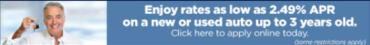 Enjoy rates as low as 2.49% APR
on a new or used auto up to 3 years old.
Click here to apply online today.
(some restrictions apply)